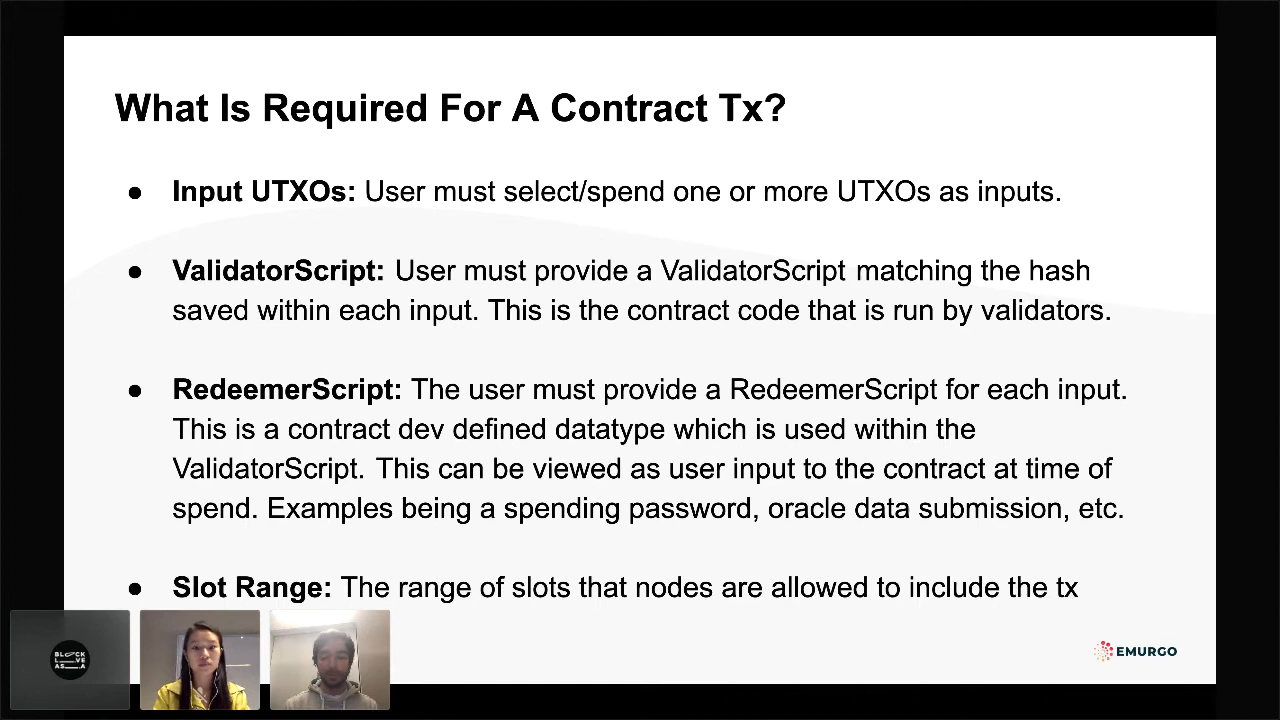 What Is Required For A Contract Tx?
● Input UTXOs: User must select/spend one or more UTXOs as inputs.
● ValidatorScript: User must provide a ValidatorScript matching the hash
saved within each input. This is the contract code that is run by validators.
● RedeemerScript: The user must provide a RedeemerScript for each input.
This is a contract dev defined datatype which is used within the
ValidatorScript. This can be viewed as user input to the contract at time of
spend. Examples being a spending password, oracle data submission, etc.
● Slot Range: The range of slots that nodes are allowed to include the tx
EMURGO